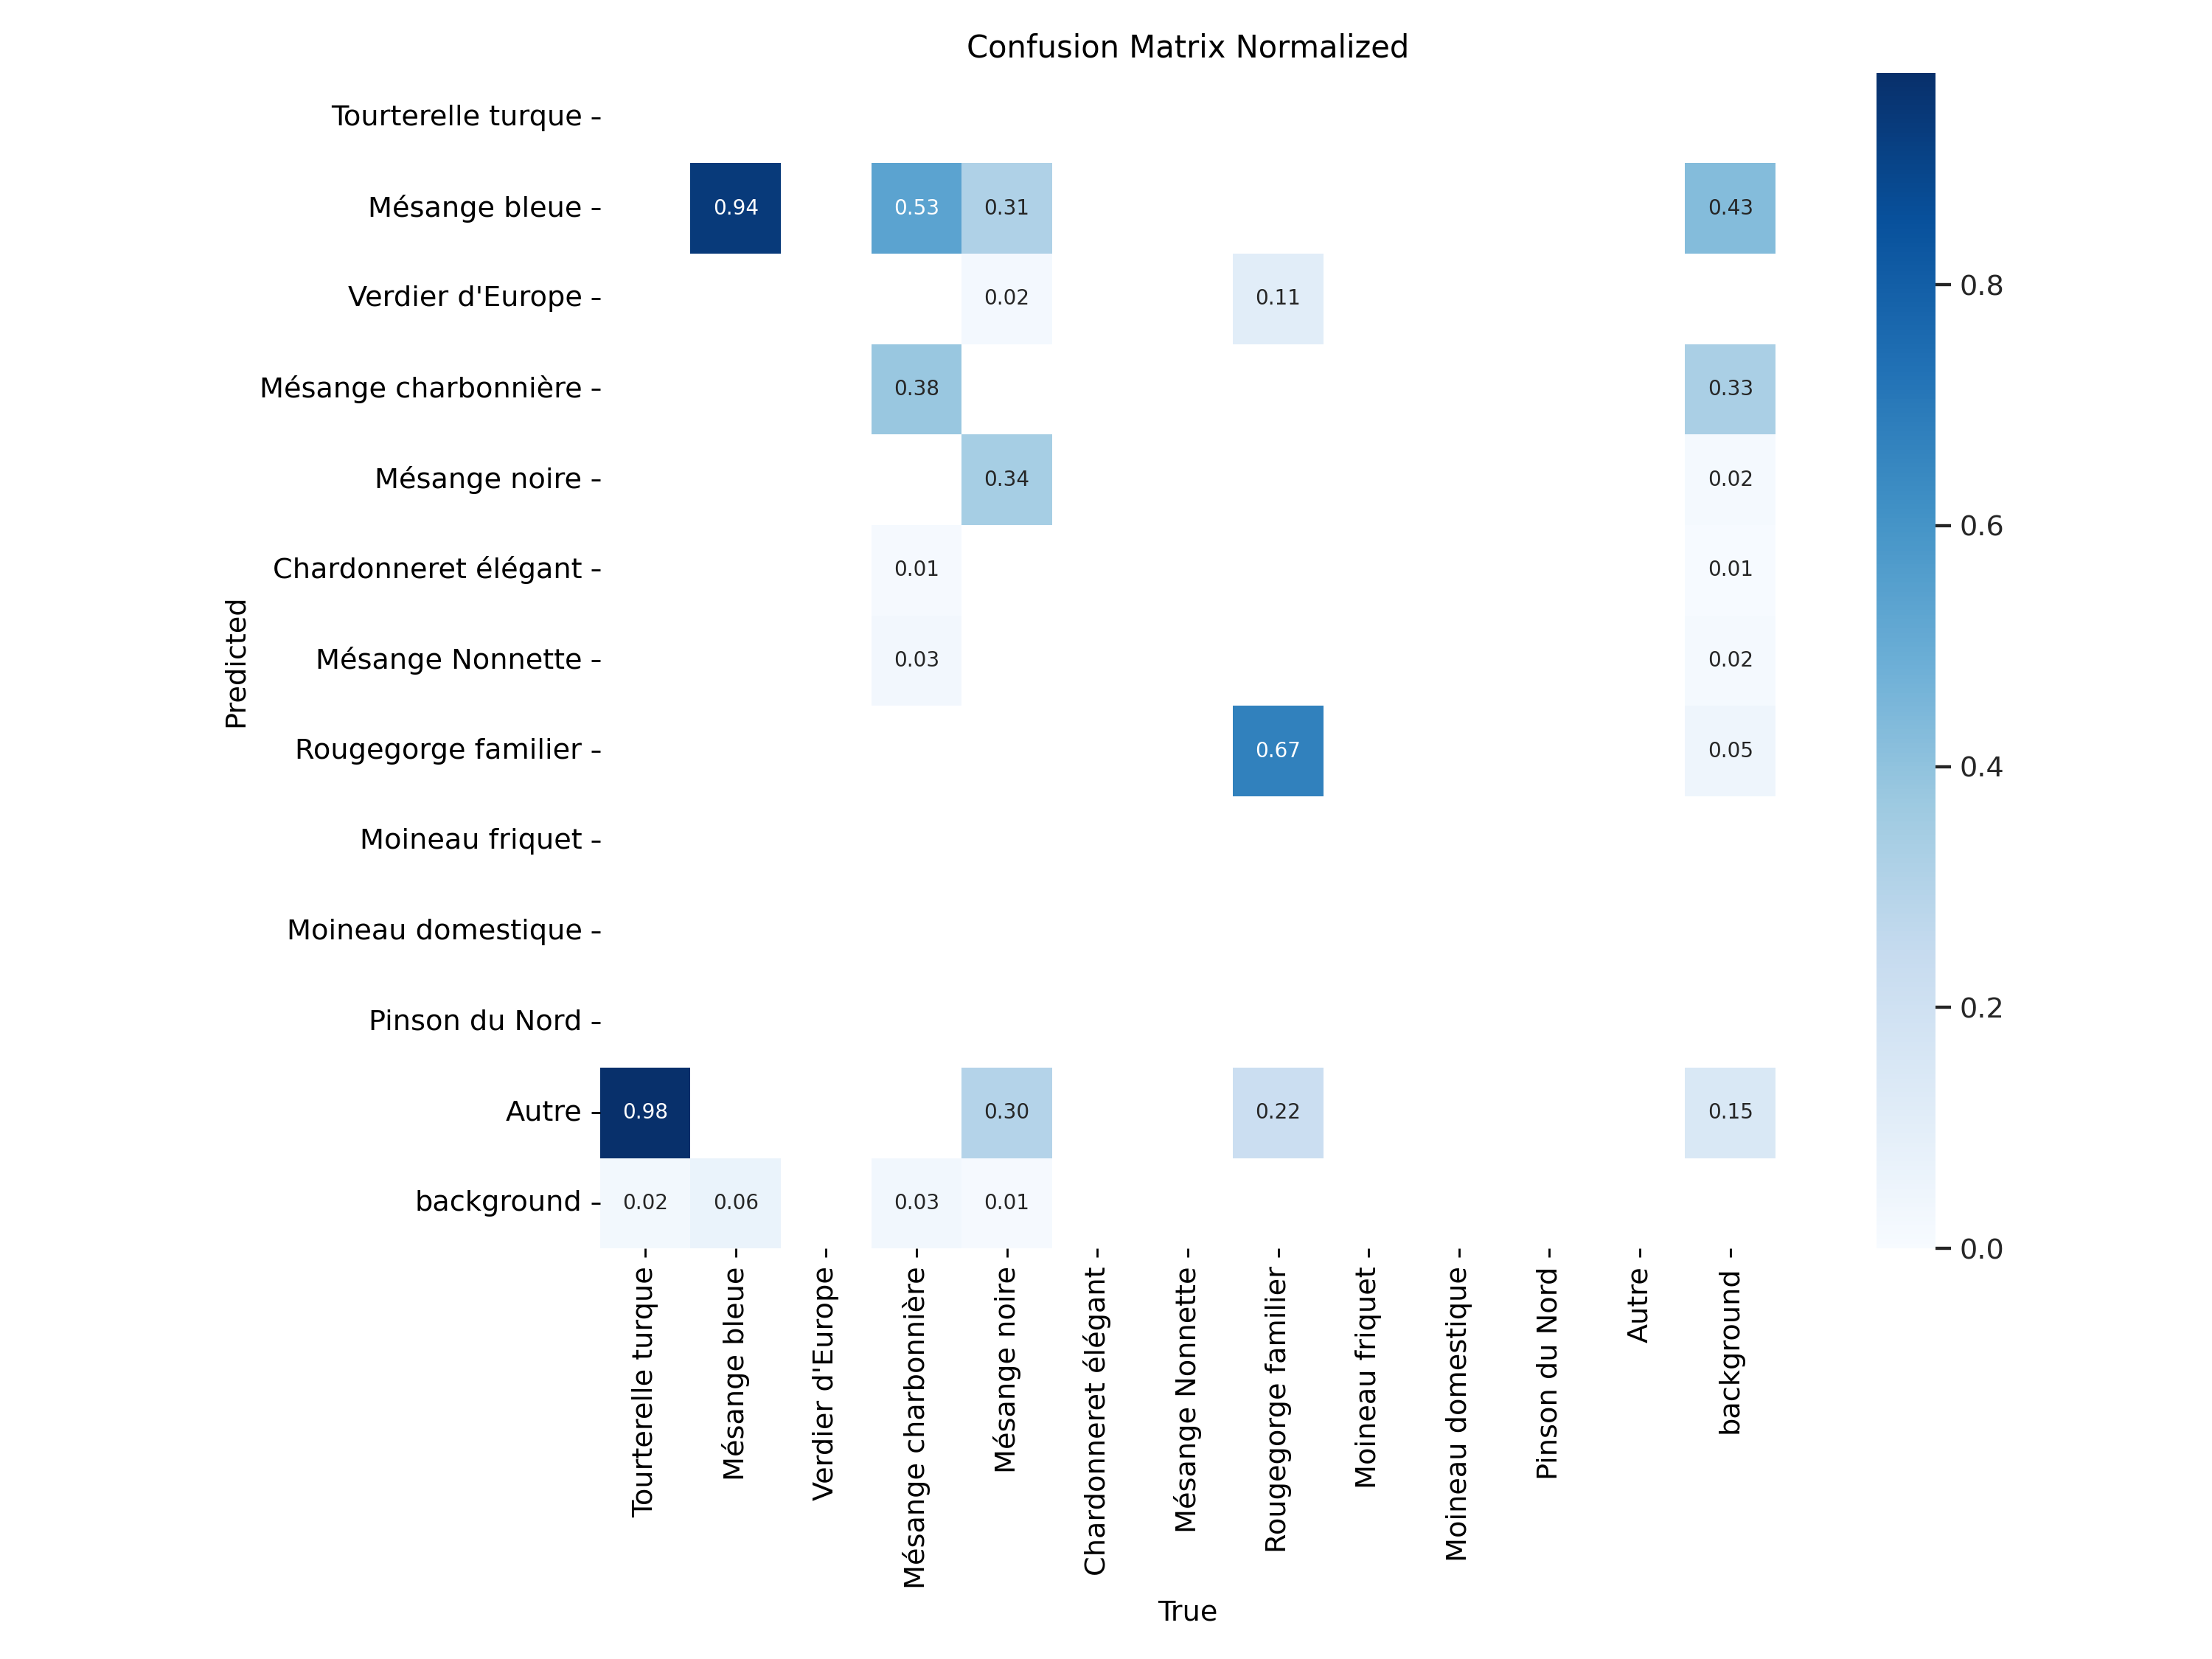 Confusion Matrix Normalized
Tourterelle turque
Mésange bleue
0.94 0.53 0.31 0.43
Verdier d'Europe
0.02 0.11
Mésange charbonnière
0.38 0.33
Mésange noire
0.34 0.02
Chardonneret élégant
0.01 0.01
Mésange Nonnette
0.03 0.02
Rougegorge familier
0.67 0.05
Moineau friquet
Moineau domestique
Pinson du Nord
Autre
0.98 0.30 0.22 0.15
background
0.02 0.06 0.03 0.01
Predicted
Tourterelle turque
Mésange bleue
Verdier d'Europe
Mésange charbonnière
Mésange noire
Chardonneret élégant
Mésange Nonnette
Rougegorge familier
Moineau friquet
Moineau domestique
Pinson du Nord
Autre
background
True
0.8
0.6
0.4
0.2
0.0